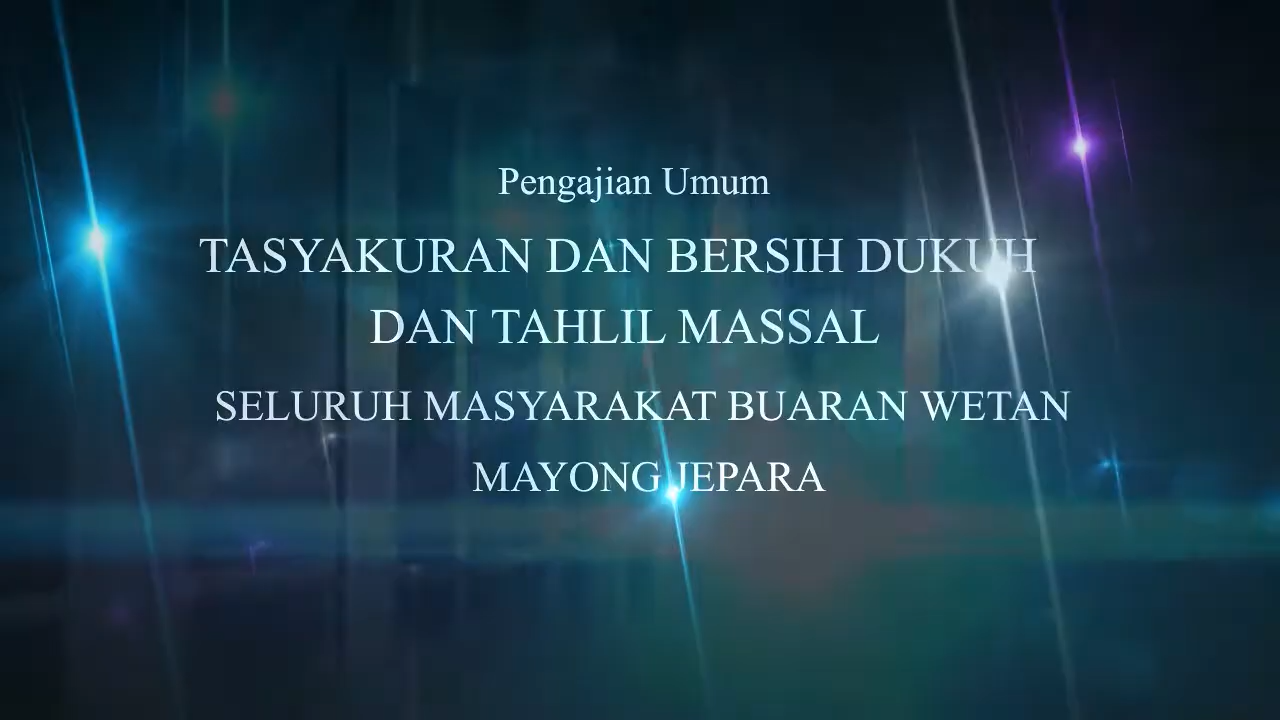 Pengajian Umum
TASYAKURAN DAN BERSIH DUKUH
DAN TAHLIL MASSAL
SELURUH MASYARAKAT BUARAN WETAN
MAYONG JEPARA